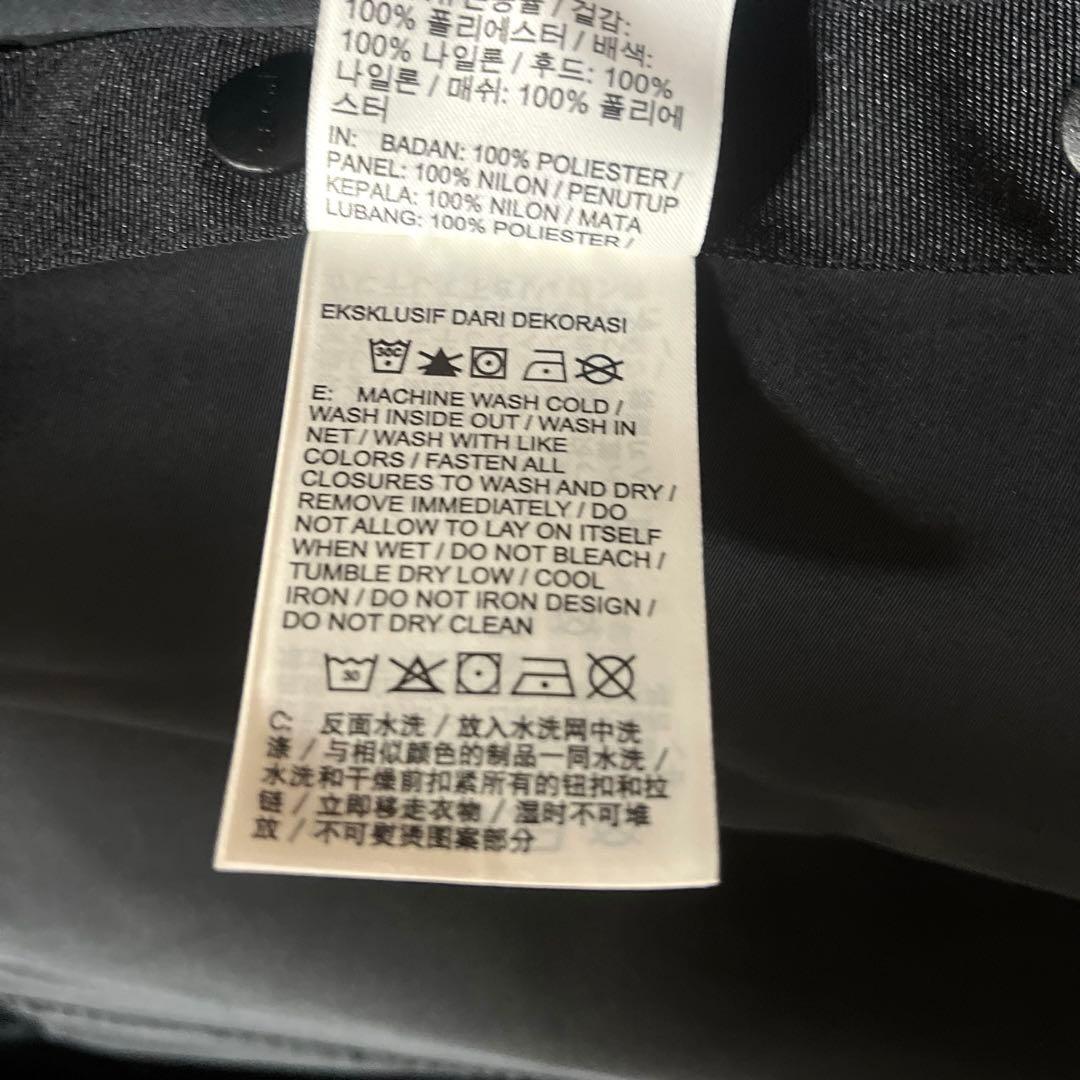 / 걸감:
100% 폴리에스터 / 배색:
100% 나일론 / 후드: 100%
나일론 / 매쉬: 100% 폴리에
스터
IN: BADAN: 100% POLIESTER /
PANEL: 100% NILON / PENUTUP
KEPALA: 100% NILON / MATA
LUBANG: 100% POLIESTER /
EKSKLUSIF DARI DEKORASI
30C
E: MACHINE WASH COLD /
WASH INSIDE OUT / WASH IN
NET / WASH WITH LIKE
COLORS / FASTEN ALL
CLOSURES TO WASH AND DRY /
REMOVE IMMEDIATELY / DO
NOT ALLOW TO LAY ON ITSELF
WHEN WET / DO NOT BLEACH /
TUMBLE DRY LOW / COOL
IRON / DO NOT IRON DESIGN /
DO NOT DRY CLEAN
30
C: 反面水洗 / 放入水洗网中洗
涤 / 与相似颜色的制品一同水洗 /
水洗和干燥前扣紧所有的钮扣和拉
链 / 立即移走衣物 / 湿时不可堆
放 / 不可熨烫图案部分